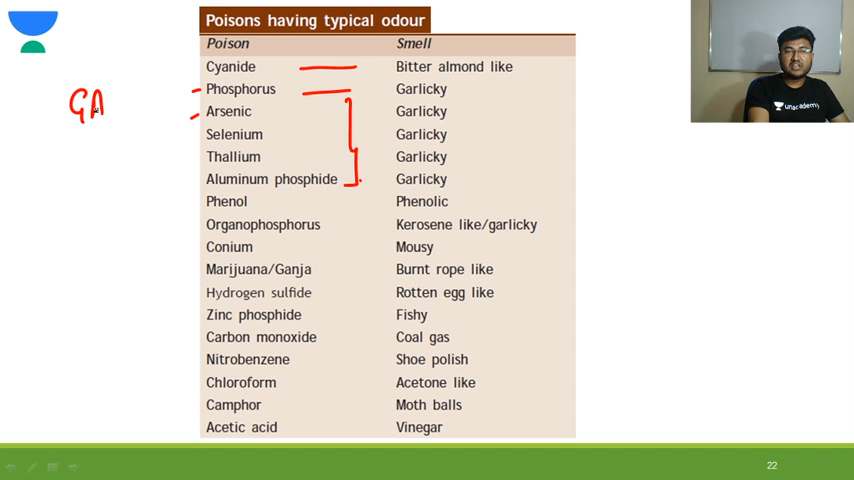 Poisons having typical odour
Poison Smell
Cyanide Bitter almond like
Phosphorus Garlicky
GA
Arsenic Garlicky
Selenium Garlicky
Thallium Garlicky
Aluminum phosphide Garlicky
Phenol Phenolic
Organophosphorus Kerosene like/garlicky
Conium Mousy
Marijuana/Ganja Burnt rope like
Hydrogen sulfide Rotten egg like
Zinc phosphide Fishy
Carbon monoxide Coal gas
Nitrobenzene Shoe polish
Chloroform Acetone like
Camphor Moth balls
Acetic acid Vinegar
unacademy
22